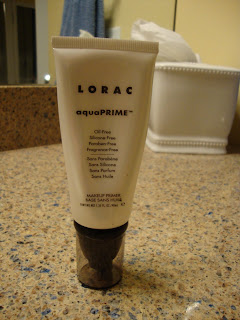 LORAC
aquaPRIME™
Oil-Free
Silicone-Free
Paraben-Free
Fragrance-Free
Sans Parabène
Sans Silicone
Sans Parfum
Sans Huile
MAKEUP PRIMER
BASE SANS HUILE